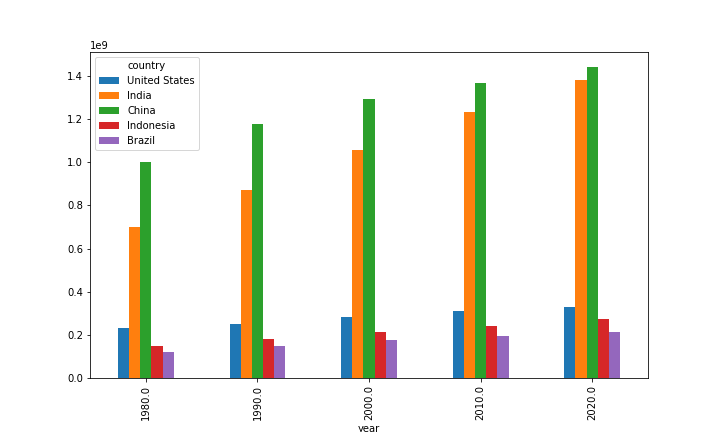 1e9
1.4
1.2
1.0
0.8
0.6
0.4
0.2
0.0
country
United States
India
China
Indonesia
Brazil
1980.0
1990.0
2000.0
2010.0
2020.0
year